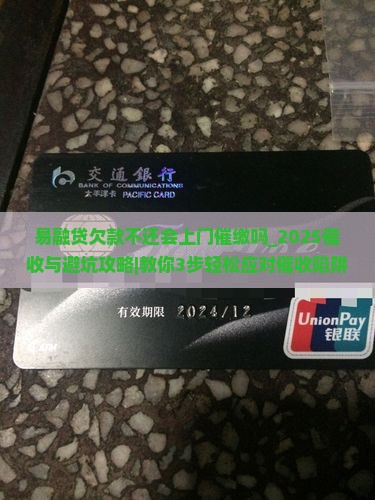 交通銀行
BANK OF COMMUNICATIONS
太平洋卡 PACIFIC CARD
易融贷欠款不还会上门催缴吗_2025催
收与避坑攻略|教你3步轻松应对催收陷阱
有效期限 2024/12
UnionPay
银联
ATM